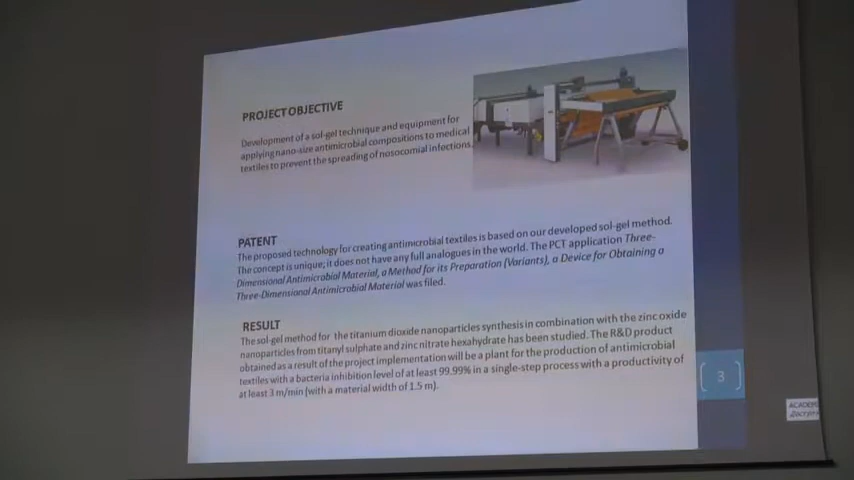 PROJECT OBJECTIVE
Development of a sol-gel technique and equipment for
applying nano-size antimicrobial compositions to medical
textiles to prevent the spreading of nosocomial infections.
PATENT
The proposed technology for creating antimicrobial textiles is based on our developed sol-gel method.
The concept is unique; it does not have any full analogues in the world. The PCT application Three-
Dimensional Antimicrobial Material, a Method for its Preparation (Variants), a Device for Obtaining a
Three-Dimensional Antimicrobial Material was filed.
RESULT
The sol-gel method for the titanium dioxide nanoparticles synthesis in combination with the zinc oxide
nanoparticles from titanyl sulphate and zinc nitrate hexahydrate has been studied. The R&D product
obtained as a result of the project implementation will be a plant for the production of antimicrobial
textiles with a bacteria inhibition level of at least 99.99% in a single-step process with a productivity of
at least 3 m/min (with a material width of 1.5 m).
3